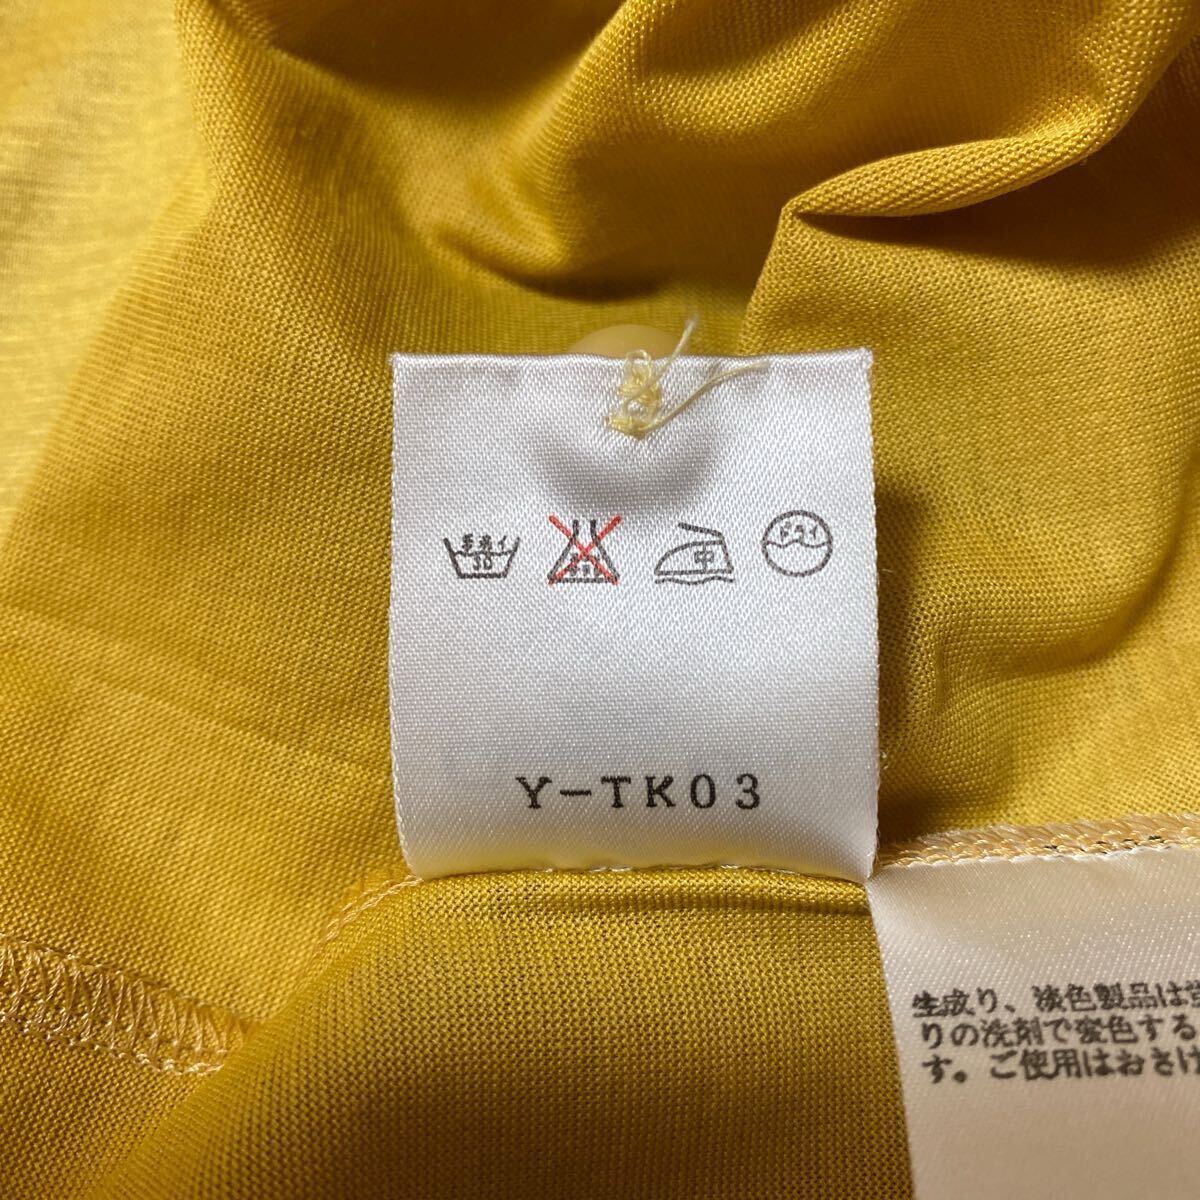 手洗イ
30
中
ドライ
Y-TK03
生成り、淡色製品は蛍
りの洗剤で変色する
す。ご使用はおさけ